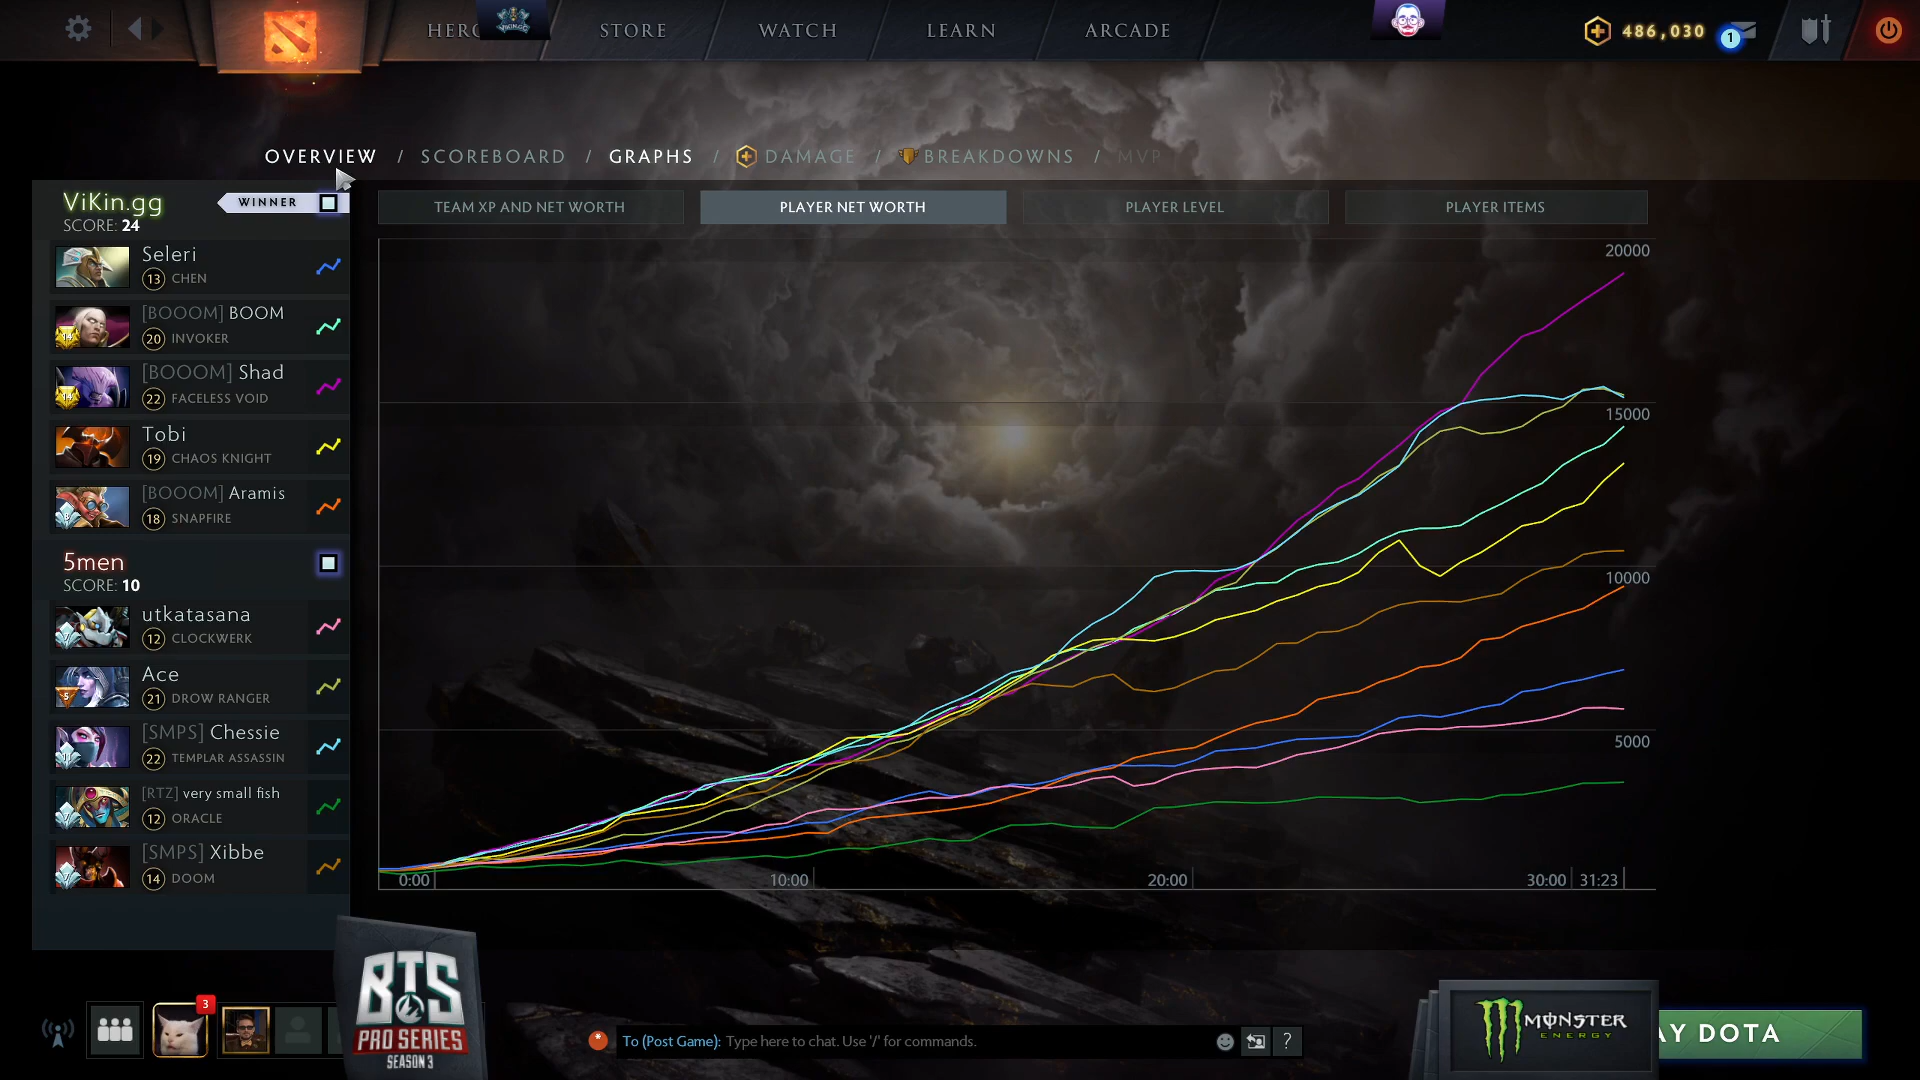 HERO
STORE
WATCH
LEARN
ARCADE
486,030
1
OVERVIEW / SCOREBOARD / GRAPHS / DAMAGE / BREAKDOWNS / MVP
ViKin.gg
WINNER
SCORE: 24
TEAM XP AND NET WORTH
PLAYER NET WORTH
PLAYER LEVEL
PLAYER ITEMS
Seleri
13 CHEN
[BOOOM] BOOM
20 INVOKER
[BOOOM] Shad
22 FACELESS VOID
Tobi
19 CHAOS KNIGHT
[BOOOM] Aramis
18 SNAPFIRE
5men
SCORE: 10
utkatasana
12 CLOCKWERK
Ace
21 DROW RANGER
[SMPS] Chessie
22 TEMPLAR ASSASSIN
[RTZ] very small fish
12 ORACLE
[SMPS] Xibbe
14 DOOM
20000
15000
10000
5000
0:00
10:00
20:00
30:00
31:23
3
BTS
PRO SERIES
SEASON 3
To (Post Game): Type here to chat. Use '/' for commands.
?
MONSTER
ENERGY
AY DOTA